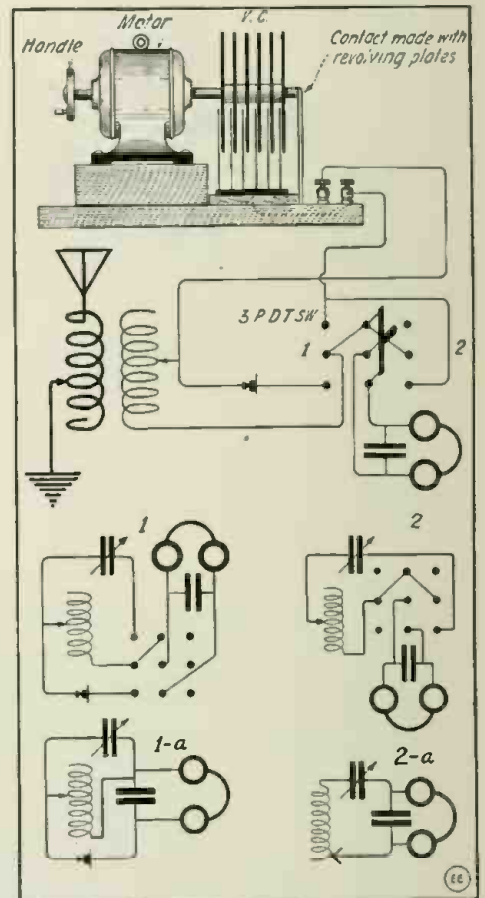 V.C.
Motor
Handle
Contact made with
revolving plates
3 P D T SW
1
2
1
2
1-a
2-a
EE